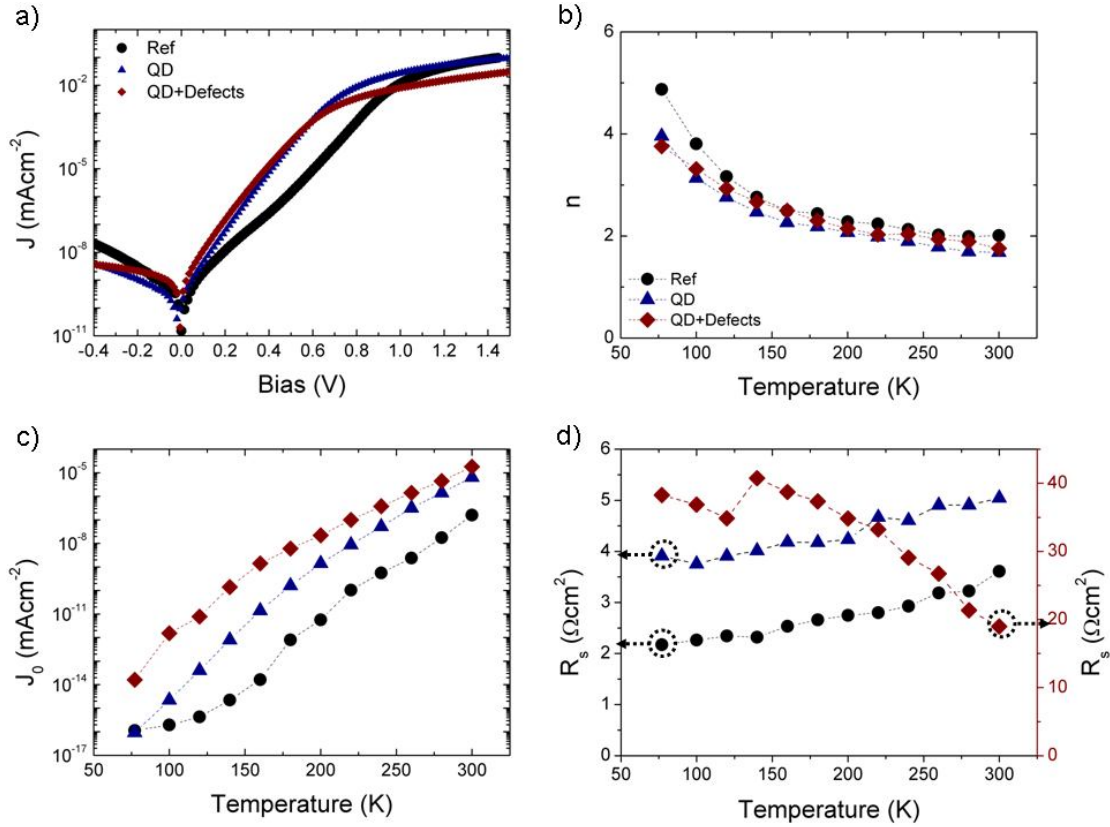 a)
Ref
QD
QD+Defects
J (mAcm⁻²)
10⁻²
10⁻⁵
10⁻⁸
10⁻¹¹
-0.4 -0.2 0.0 0.2 0.4 0.6 0.8 1.0 1.2 1.4
Bias (V)
b)
n
6
4
2
0
Ref
QD
QD+Defects
50 100 150 200 250 300
Temperature (K)
c)
J₀ (mAcm⁻²)
10⁻⁵
10⁻⁸
10⁻¹¹
10⁻¹⁴
10⁻¹⁷
50 100 150 200 250 300
Temperature (K)
d)
Rₛ (Ωcm²)
6
5
4
3
2
1
0
50 100 150 200 250 300
Temperature (K)
40
30
20
10
0
Rₛ (Ωcm²)